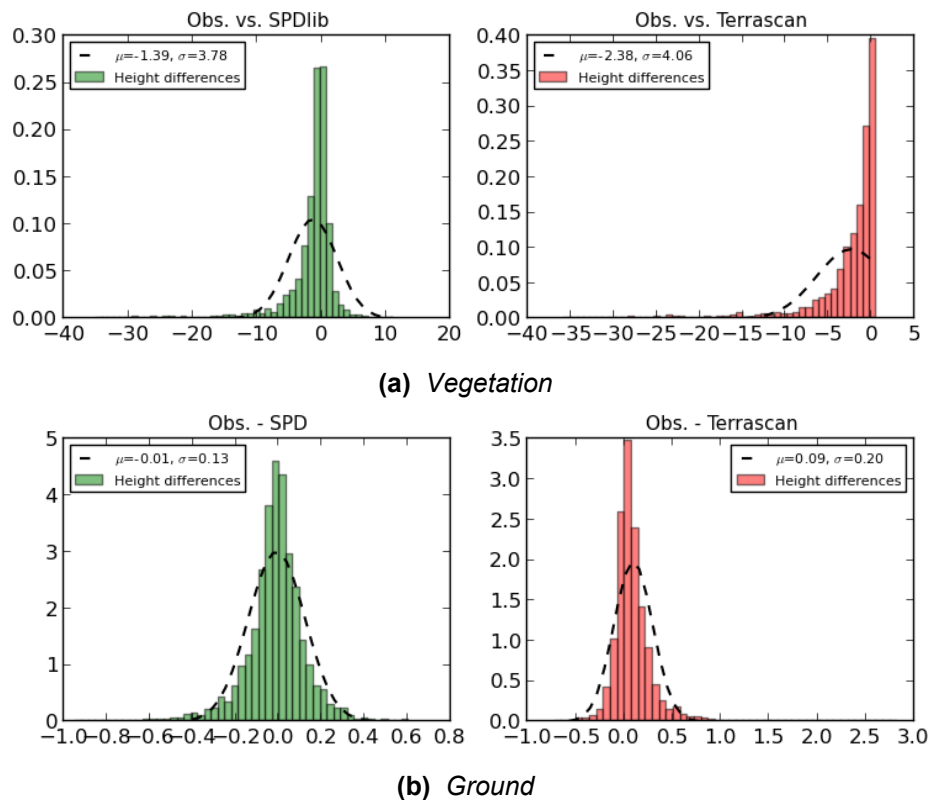 Obs. vs. SPDlib
0.30
0.25
0.20
0.15
0.10
0.05
0.00
−40 −30 −20 −10 0 10 20
μ=-1.39, σ=3.78
Height differences
Obs. vs. Terrascan
0.40
0.35
0.30
0.25
0.20
0.15
0.10
0.05
0.00
−40 −35 −30 −25 −20 −15 −10 −5 0 5
μ=-2.38, σ=4.06
Height differences
(a) Vegetation
Obs. - SPD
5
4
3
2
1
0
−1.0 −0.8 −0.6 −0.4 −0.2 0.0 0.2 0.4 0.6 0.8
μ=-0.01, σ=0.13
Height differences
Obs. - Terrascan
3.5
3.0
2.5
2.0
1.5
1.0
0.5
0.0
−1.0 −0.5 0.0 0.5 1.0 1.5 2.0 2.5 3.0
μ=0.09, σ=0.20
Height differences
(b) Ground